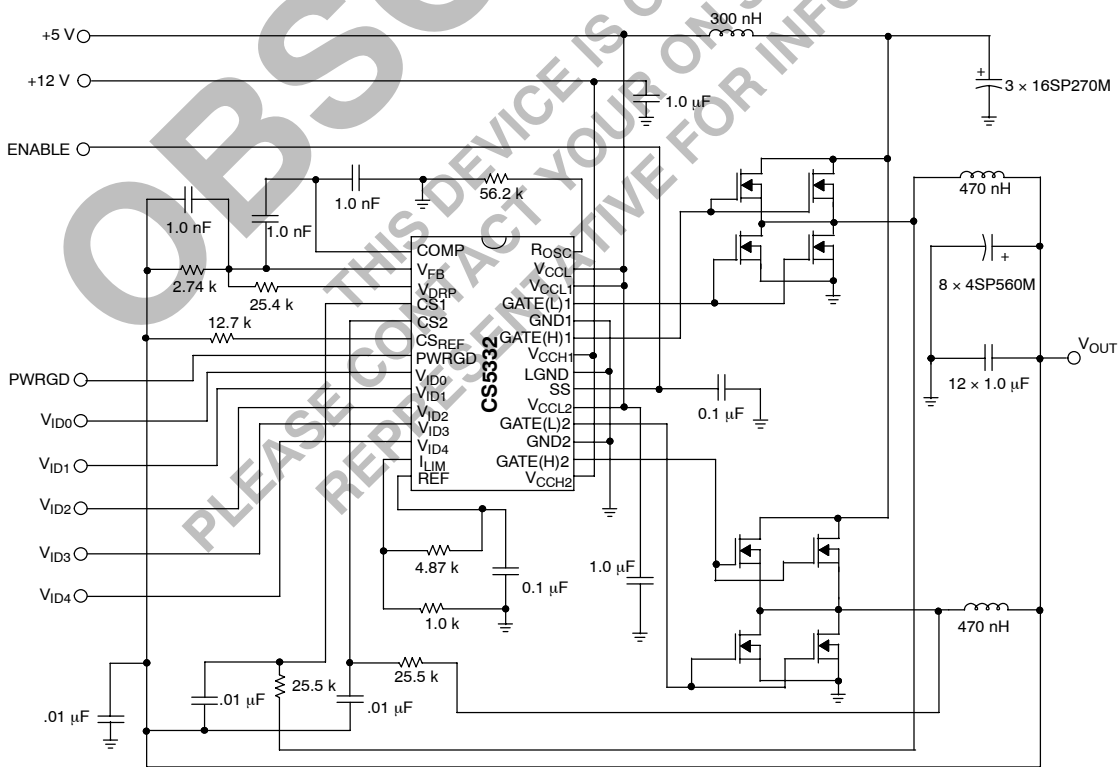 300 nH
+5 V
+12 V
1.0 μF
3 × 16SP270M
ENABLE
56.2 k
1.0 nF
470 nH
1.0 nF
1.0 nF
COMP
ROSC
VFB
VCCL
2.74 k
VDRP
VCCL1
8 × 4SP560M
25.4 k
CS1
GATE(L)1
CS2
GND1
12.7 k
CSREF
GATE(H)1
PWRGD
VCCH1
VOUT
PWRGD
VID0
LGND
12 × 1.0 μF
VID1
SS
0.1 μF
VID0
VID2
VCCL2
VID3
GATE(L)2
VID4
GND2
VID1
ILIM
GATE(H)2
REF
VCCH2
CS5332
VID2
VID3
4.87 k
1.0 μF
0.1 μF
VID4
1.0 k
470 nH
25.5 k
25.5 k
.01 μF
.01 μF
.01 μF
OBS
THIS DEVICE IS
PLEASE CONTACT YOUR ON
REPRESENTATIVE FOR INFO